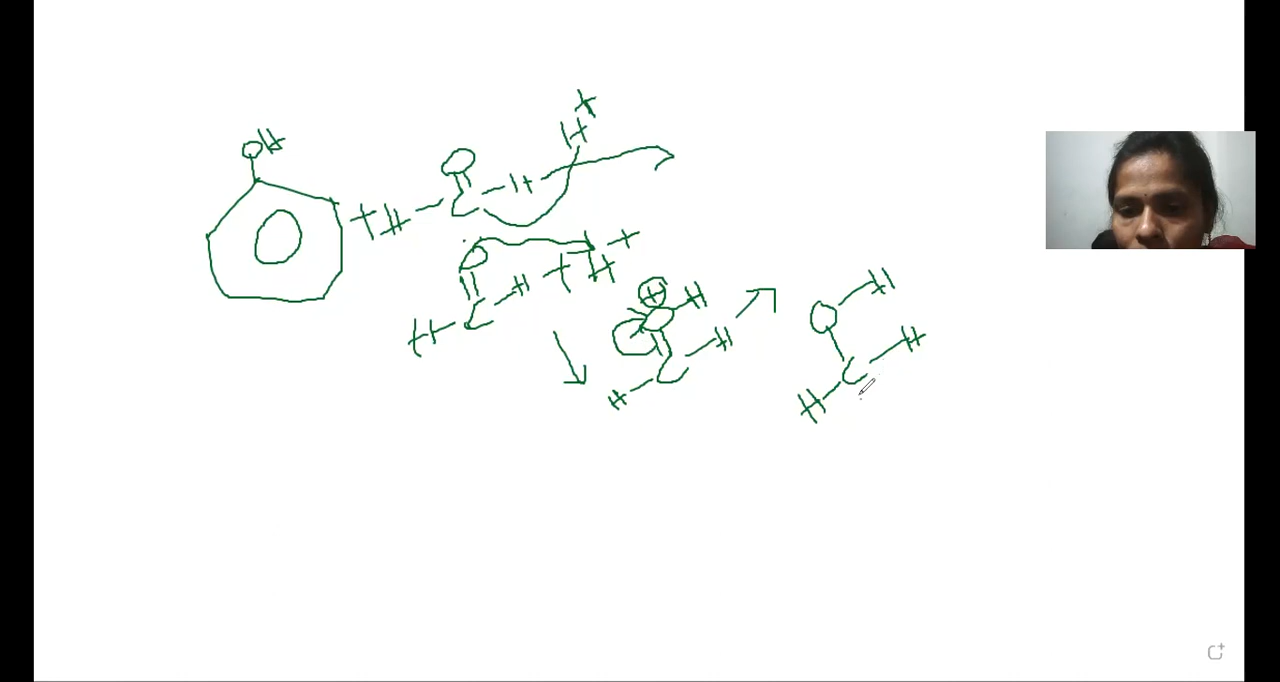 OH
H+
O
+ H - C - H
O
H - C - H + H+
+
O - H
H - C - H
O - H
H - C - H